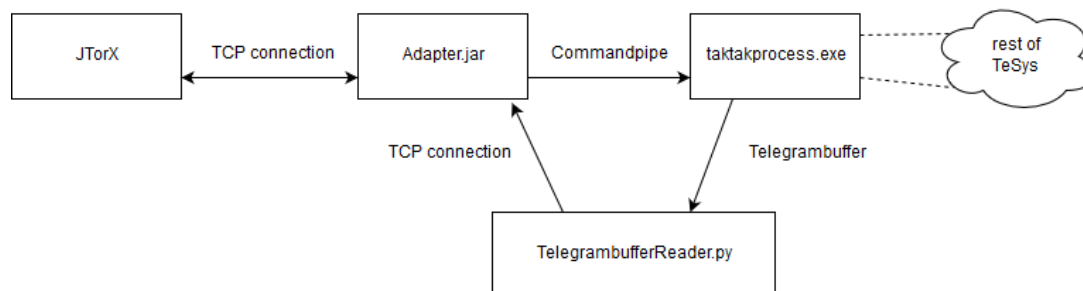 JTorX
TCP connection
Adapter.jar
Commandpipe
taktakprocess.exe
rest of
TeSys
TCP connection
Telegrambuffer
TelegrambufferReader.py